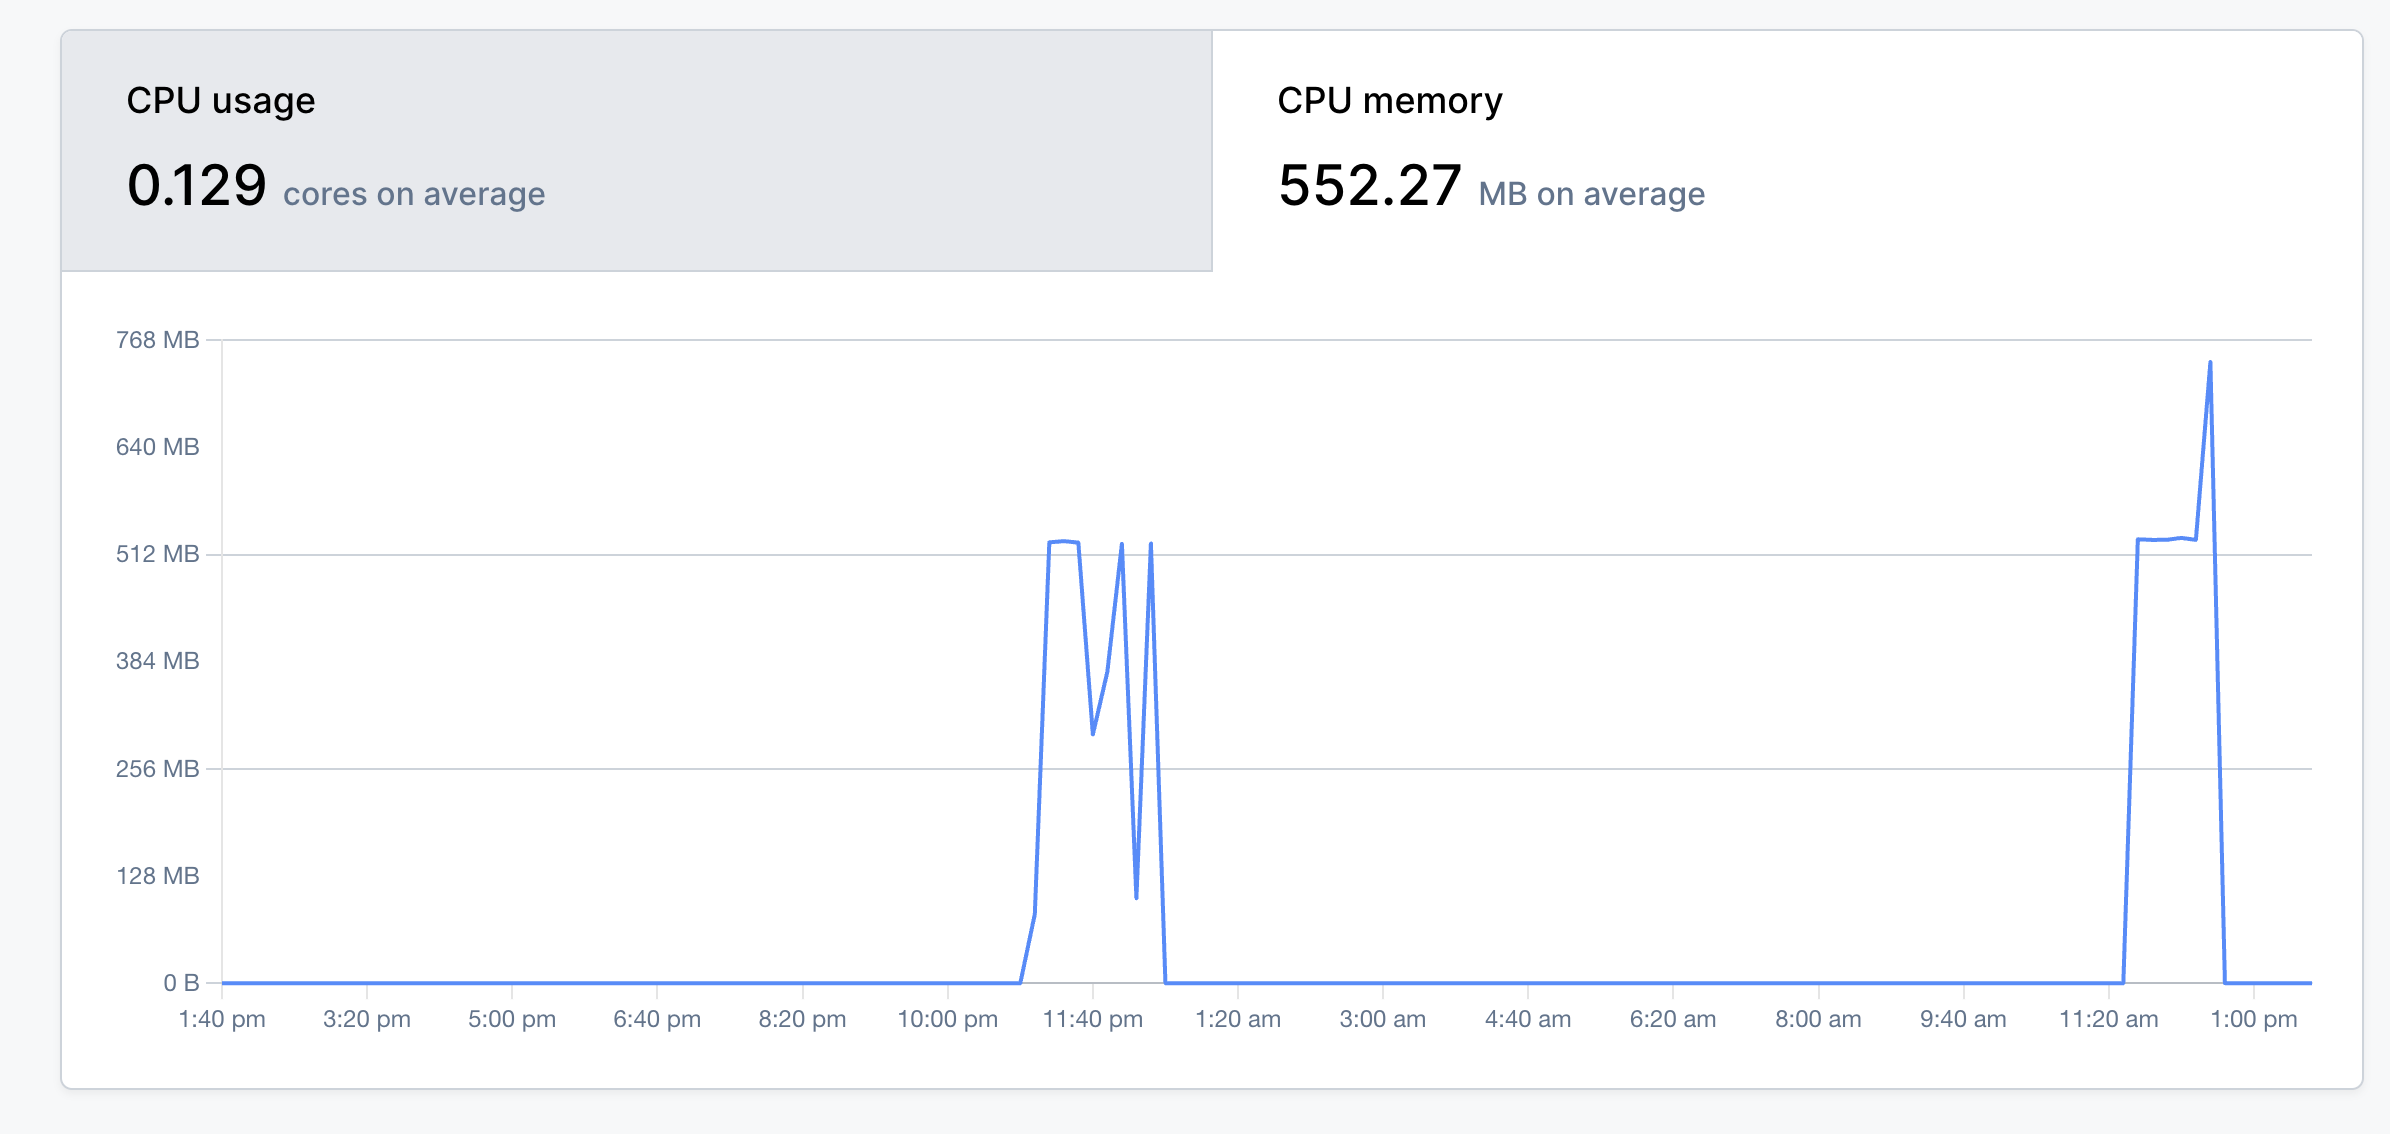 CPU usage
0.129 cores on average
CPU memory
552.27 MB on average
768 MB
640 MB
512 MB
384 MB
256 MB
128 MB
0 B
1:40 pm 3:20 pm 5:00 pm 6:40 pm 8:20 pm 10:00 pm 11:40 pm 1:20 am 3:00 am 4:40 am 6:20 am 8:00 am 9:40 am 11:20 am 1:00 pm